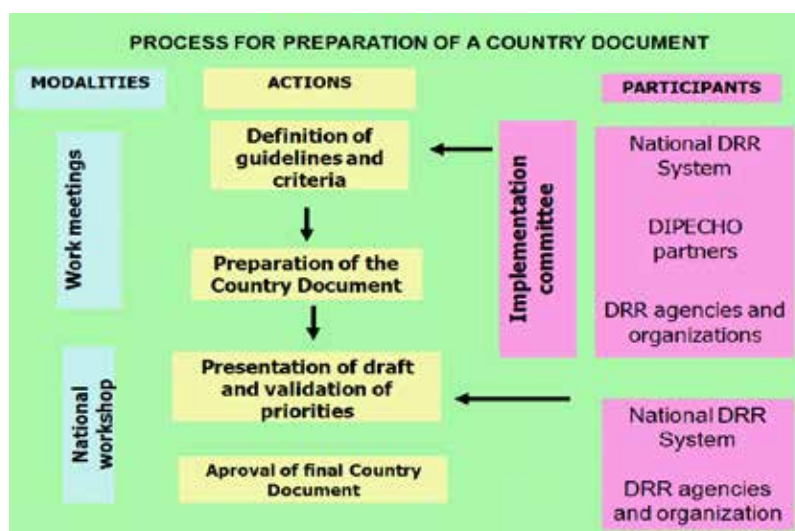 PROCESS FOR PREPARATION OF A COUNTRY DOCUMENT
MODALITIES
ACTIONS
PARTICIPANTS
Work meetings
Definition of
guidelines and
criteria
Implementation
committee
National DRR
System
DIPECHO
partners
DRR agencies and
organizations
Preparation of the
Country Document
National
workshop
Presentation of draft
and validation of
priorities
Aproval of final Country
Document
National DRR
System
DRR agencies
and organization